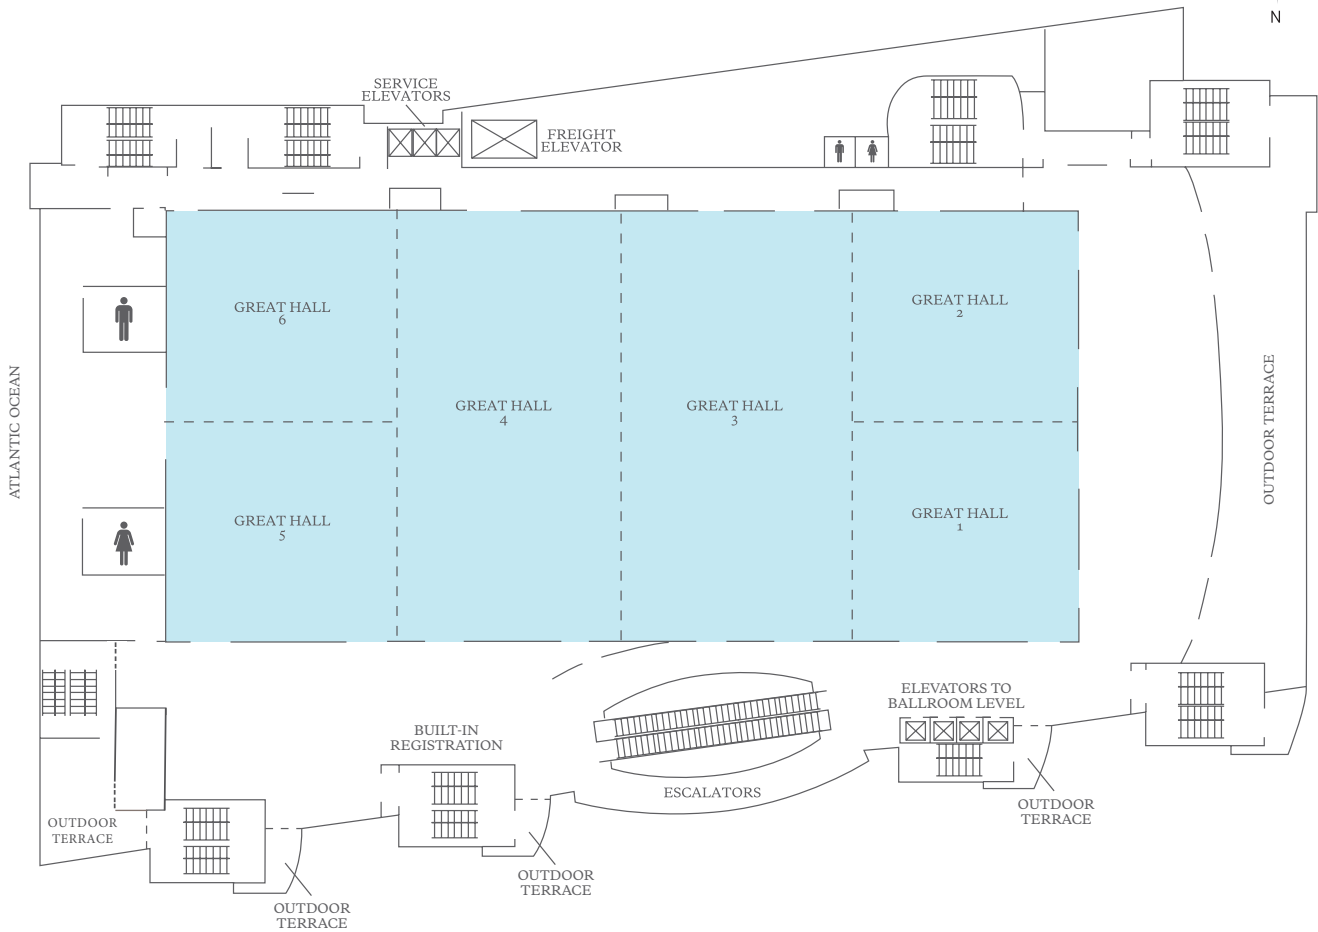 N
SERVICE
ELEVATORS
FREIGHT
ELEVATOR
GREAT HALL
6
GREAT HALL
2
GREAT HALL
4
GREAT HALL
3
ATLANTIC OCEAN
OUTDOOR TERRACE
GREAT HALL
5
GREAT HALL
1
ELEVATORS TO
BALLROOM LEVEL
BUILT-IN
REGISTRATION
ESCALATORS
OUTDOOR
TERRACE
OUTDOOR
TERRACE
OUTDOOR
TERRACE
OUTDOOR
TERRACE